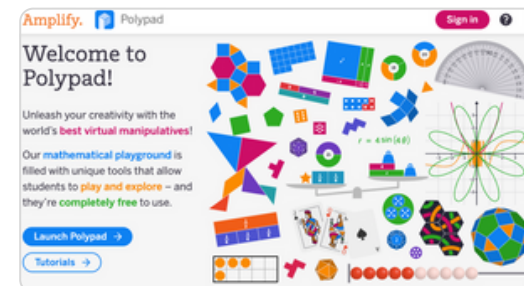 Amplify. Polypad
Sign in
?
Welcome to
Polypad!
Unleash your creativity with the
world's best virtual manipulatives!
Our mathematical playground is
filled with unique tools that allow
students to play and explore – and
they're completely free to use.
Launch Polypad →
Tutorials →
r = 4 sin(4θ)